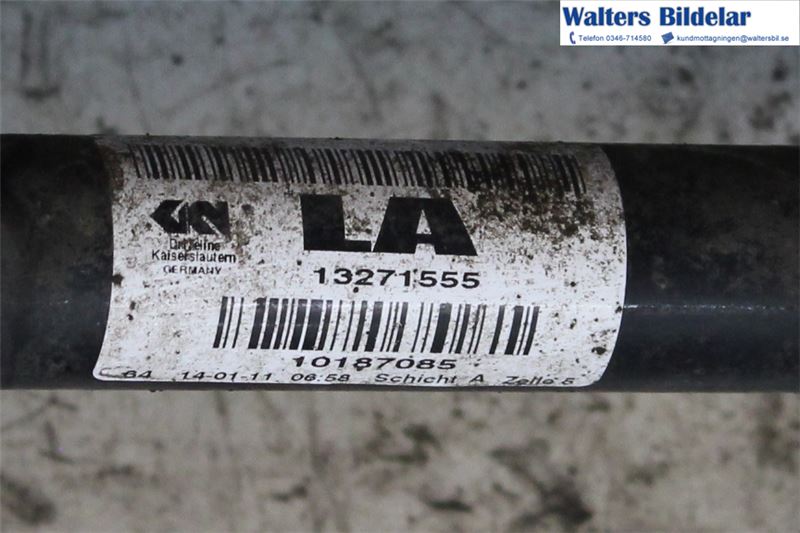 Walters Bildelar
Telefon 0346-714580 kundmottagningen@waltersbil.se
GKN
LA
Driveline
Kaiserslautern
GERMANY
13271555
10187085
64 14-01-11 06:58 Schicht A Zelle 5